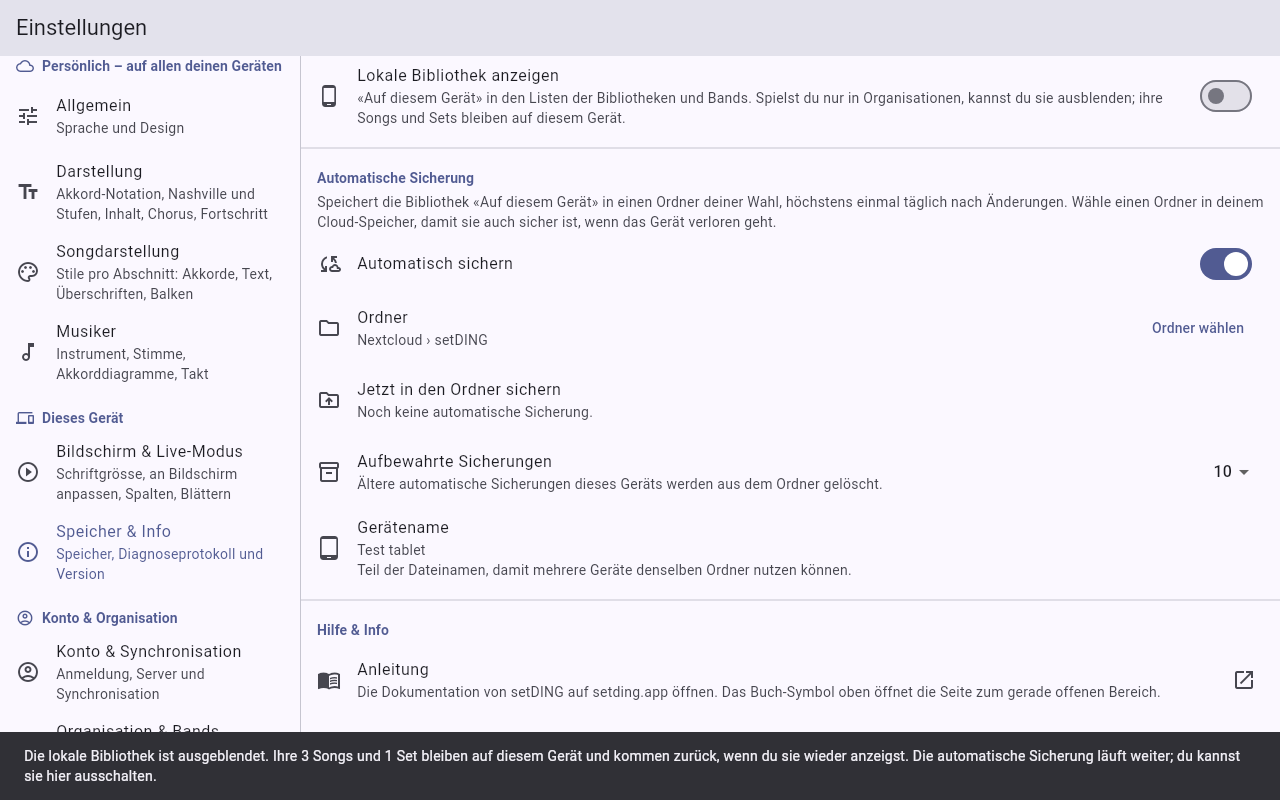 Einstellungen
Persönlich – auf allen deinen Geräten
Allgemein
Sprache und Design
Darstellung
Akkord-Notation, Nashville und
Stufen, Inhalt, Chorus, Fortschritt
Songdarstellung
Stile pro Abschnitt: Akkorde, Text,
Überschriften, Balken
Musiker
Instrument, Stimme,
Akkorddiagramme, Takt
Dieses Gerät
Bildschirm & Live-Modus
Schriftgrösse, an Bildschirm
anpassen, Spalten, Blättern
Speicher & Info
Speicher, Diagnoseprotokoll und
Version
Konto & Organisation
Konto & Synchronisation
Anmeldung, Server und
Synchronisation
Organisation & Bands
Lokale Bibliothek anzeigen
«Auf diesem Gerät» in den Listen der Bibliotheken und Bands. Spielst du nur in Organisationen, kannst du sie ausblenden; ihre
Songs und Sets bleiben auf diesem Gerät.
Automatische Sicherung
Speichert die Bibliothek «Auf diesem Gerät» in einen Ordner deiner Wahl, höchstens einmal täglich nach Änderungen. Wähle einen Ordner in deinem
Cloud-Speicher, damit sie auch sicher ist, wenn das Gerät verloren geht.
Automatisch sichern
Ordner
Nextcloud › setDING
Ordner wählen
Jetzt in den Ordner sichern
Noch keine automatische Sicherung.
Aufbewahrte Sicherungen
Ältere automatische Sicherungen dieses Geräts werden aus dem Ordner gelöscht.
10
Gerätename
Test tablet
Teil der Dateinamen, damit mehrere Geräte denselben Ordner nutzen können.
Hilfe & Info
Anleitung
Die Dokumentation von setDING auf setding.app öffnen. Das Buch-Symbol oben öffnet die Seite zum gerade offenen Bereich.
Die lokale Bibliothek ist ausgeblendet. Ihre 3 Songs und 1 Set bleiben auf diesem Gerät und kommen zurück, wenn du sie wieder anzeigst. Die automatische Sicherung läuft weiter; du kannst
sie hier ausschalten.